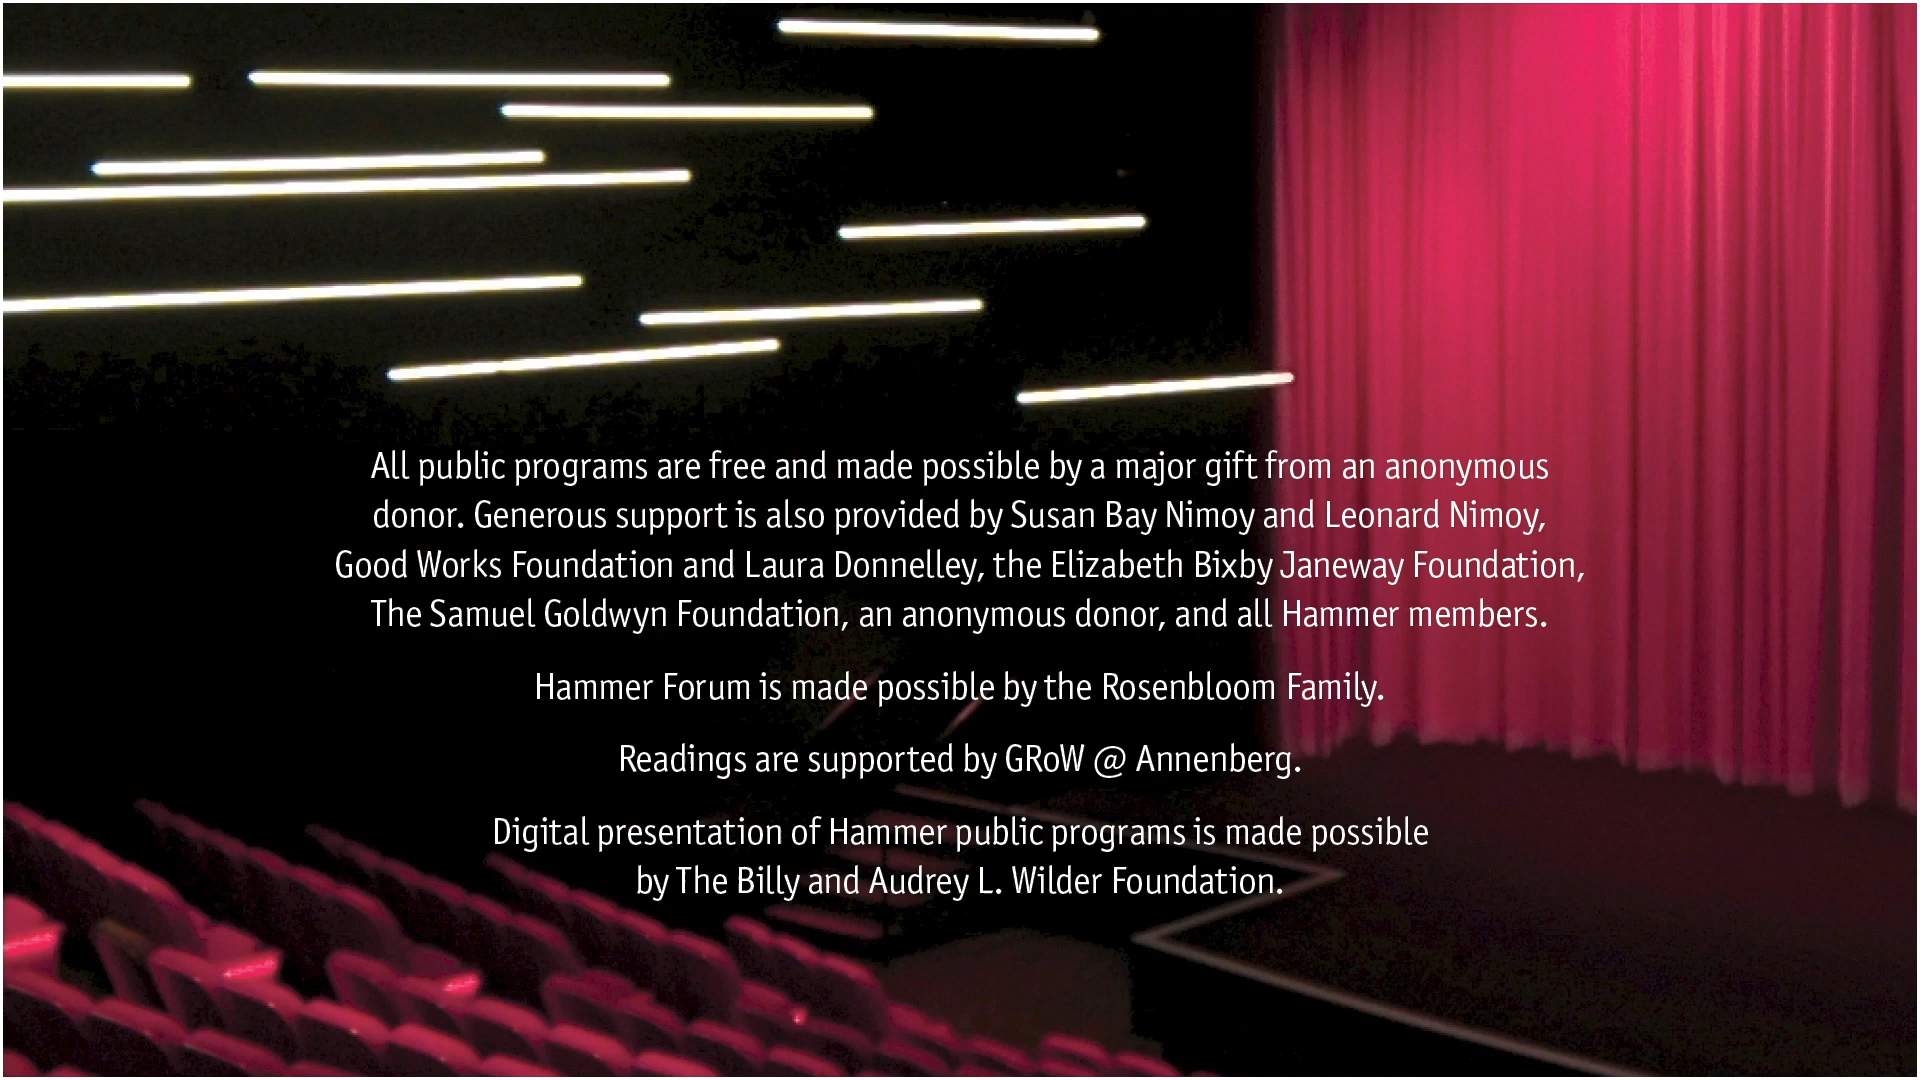 All public programs are free and made possible by a major gift from an anonymous
donor. Generous support is also provided by Susan Bay Nimoy and Leonard Nimoy,
Good Works Foundation and Laura Donnelley, the Elizabeth Bixby Janeway Foundation,
The Samuel Goldwyn Foundation, an anonymous donor, and all Hammer members.
Hammer Forum is made possible by the Rosenbloom Family.
Readings are supported by GRoW @ Annenberg.
Digital presentation of Hammer public programs is made possible
by The Billy and Audrey L. Wilder Foundation.